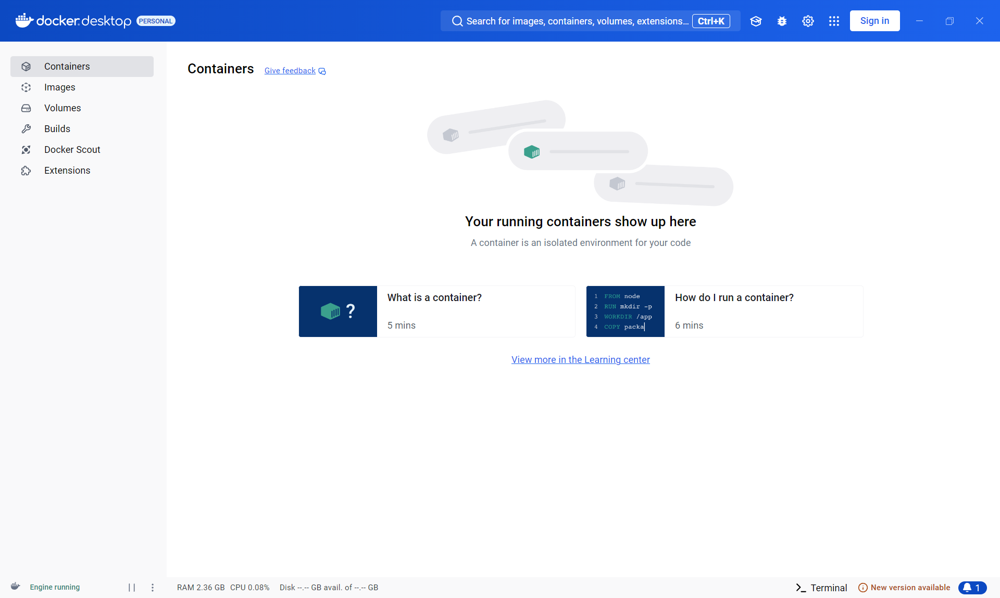 docker.desktop PERSONAL
Search for images, containers, volumes, extensions... Ctrl+K
Sign in
Containers
Images
Volumes
Builds
Docker Scout
Extensions
Containers Give feedback
Your running containers show up here
A container is an isolated environment for your code
?
What is a container?
5 mins
1 FROM node
2 RUN mkdir -p
3 WORKDIR /app
4 COPY packa
How do I run a container?
6 mins
View more in the Learning center
Engine running
RAM 2.36 GB CPU 0.08% Disk --.-- GB avail. of --.-- GB
Terminal
New version available
1